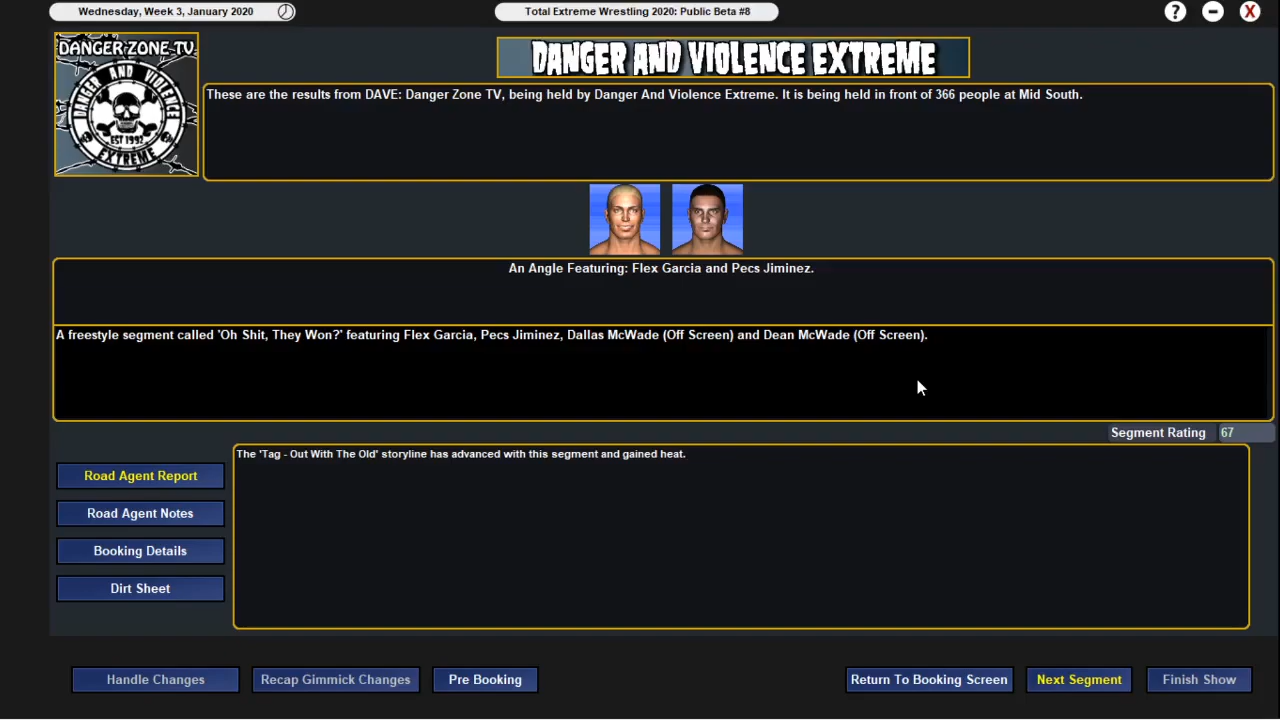 Wednesday, Week 3, January 2020
Total Extreme Wrestling 2020: Public Beta #8
?
X
DANGER ZONE TV
DANGER AND VIOLENCE
EST 1992
EXTREME
DANGER AND VIOLENCE EXTREME
These are the results from DAVE: Danger Zone TV, being held by Danger And Violence Extreme. It is being held in front of 366 people at Mid South.
An Angle Featuring: Flex Garcia and Pecs Jiminez.
A freestyle segment called 'Oh Shit, They Won?' featuring Flex Garcia, Pecs Jiminez, Dallas McWade (Off Screen) and Dean McWade (Off Screen).
Segment Rating 67
Road Agent Report
The 'Tag - Out With The Old' storyline has advanced with this segment and gained heat.
Road Agent Notes
Booking Details
Dirt Sheet
Handle Changes
Recap Gimmick Changes
Pre Booking
Return To Booking Screen
Next Segment
Finish Show